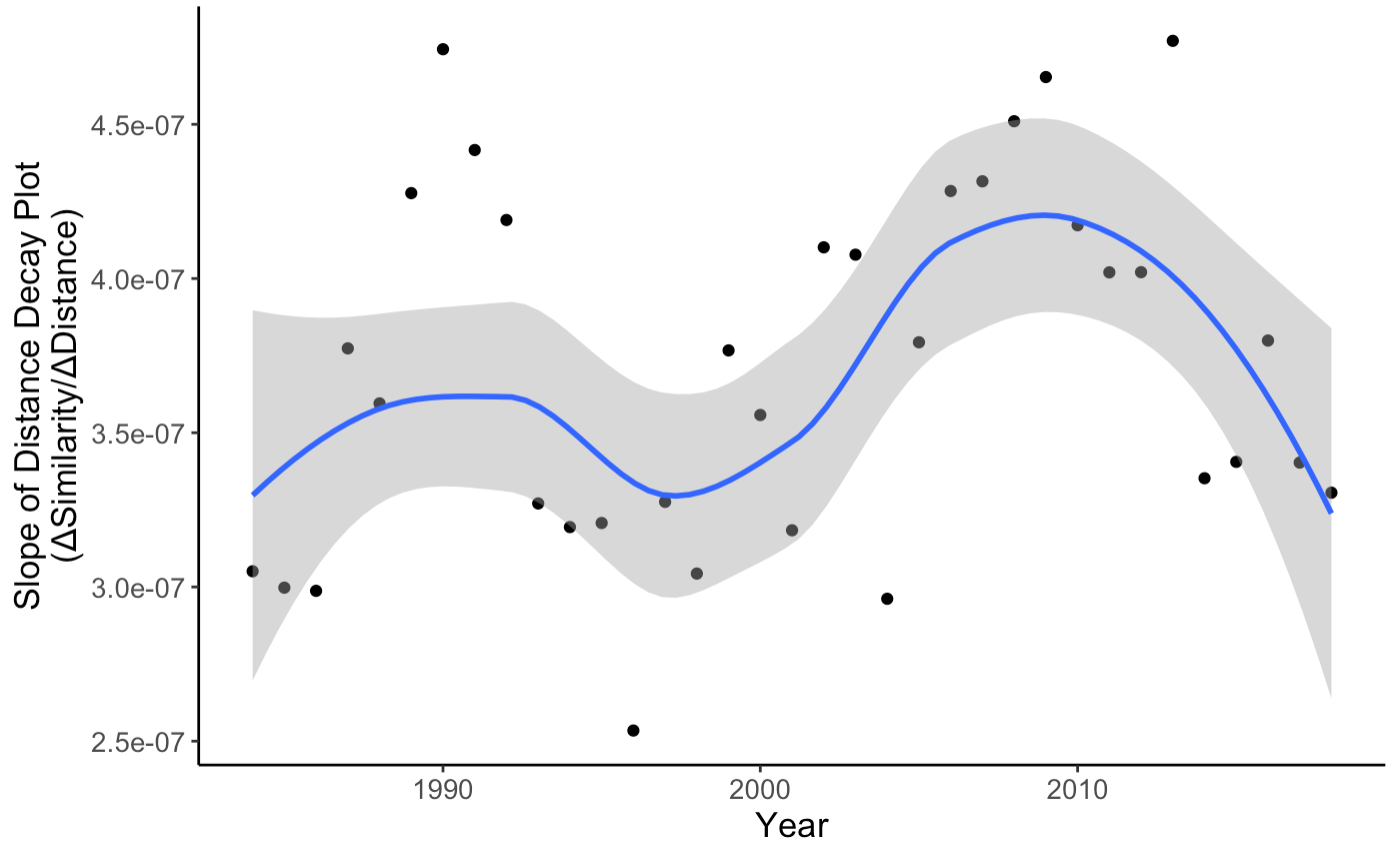 Slope of Distance Decay Plot
(ΔSimilarity/ΔDistance)
4.5e-07
4.0e-07
3.5e-07
3.0e-07
2.5e-07
1990
2000
2010
Year